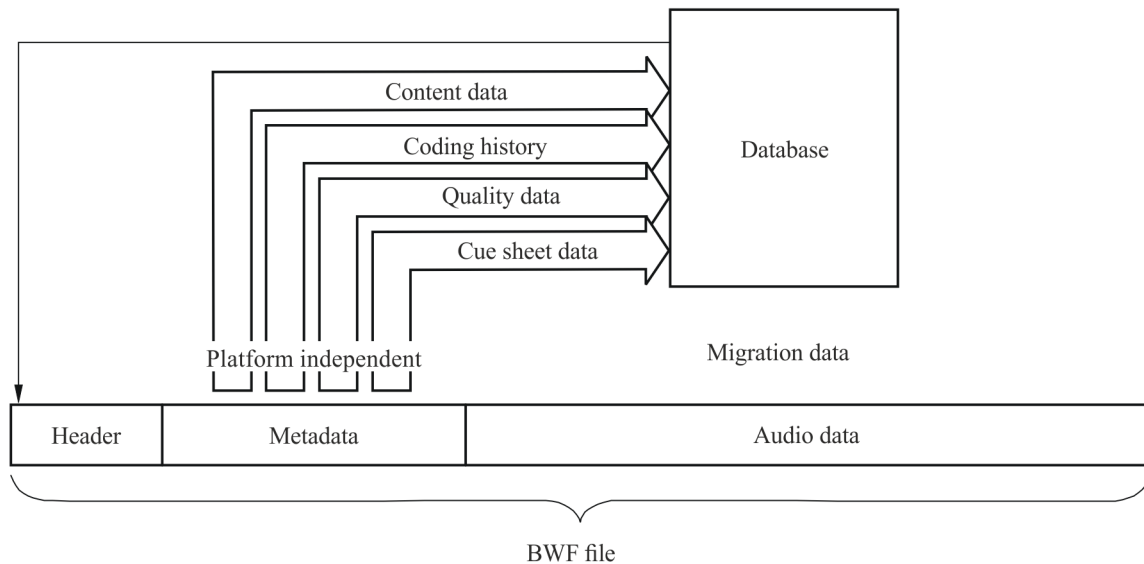 Content data
Coding history
Database
Quality data
Cue sheet data
Platform independent
Migration data
Header
Metadata
Audio data
BWF file